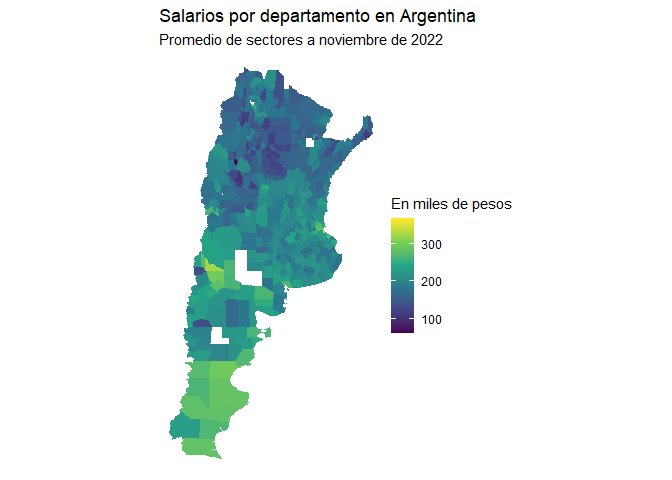 Salarios por departamento en Argentina
Promedio de sectores a noviembre de 2022
En miles de pesos
300
200
100